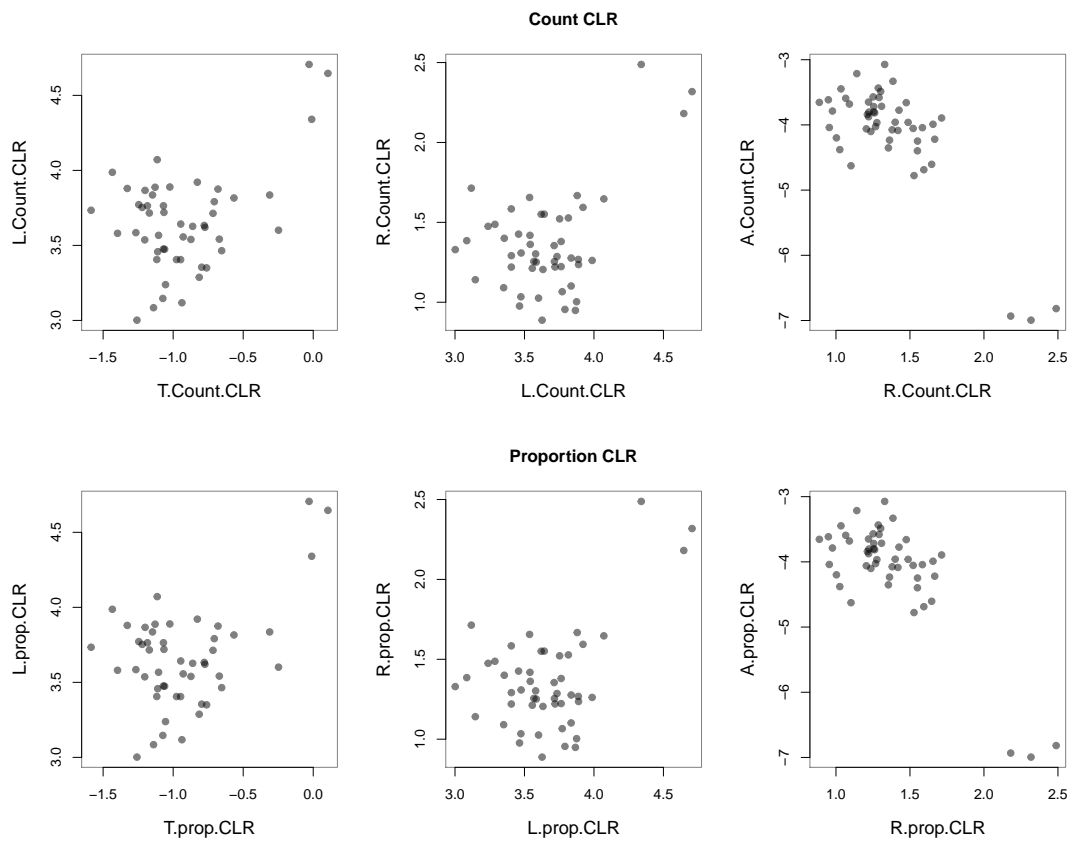 Count CLR
L.Count.CLR
4.5
4.0
3.5
3.0
−1.5 −1.0 −0.5 0.0
T.Count.CLR
R.Count.CLR
2.5
2.0
1.5
1.0
3.0 3.5 4.0 4.5
L.Count.CLR
A.Count.CLR
−3
−4
−5
−6
−7
1.0 1.5 2.0 2.5
R.Count.CLR
Proportion CLR
L.prop.CLR
4.5
4.0
3.5
3.0
−1.5 −1.0 −0.5 0.0
T.prop.CLR
R.prop.CLR
2.5
2.0
1.5
1.0
3.0 3.5 4.0 4.5
L.prop.CLR
A.prop.CLR
−3
−4
−5
−6
−7
1.0 1.5 2.0 2.5
R.prop.CLR